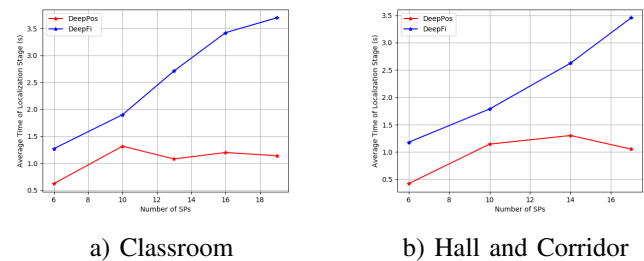 DeepPos
DeepFi
3.5
3.0
2.5
2.0
1.5
1.0
0.5
Average Time of Localization Stage (s)
6 8 10 12 14 16 18
Number of SPs
a) Classroom
DeepPos
DeepFi
3.5
3.0
2.5
2.0
1.5
1.0
0.5
Average Time of Localization Stage (s)
6 8 10 12 14 16
Number of SPs
b) Hall and Corridor